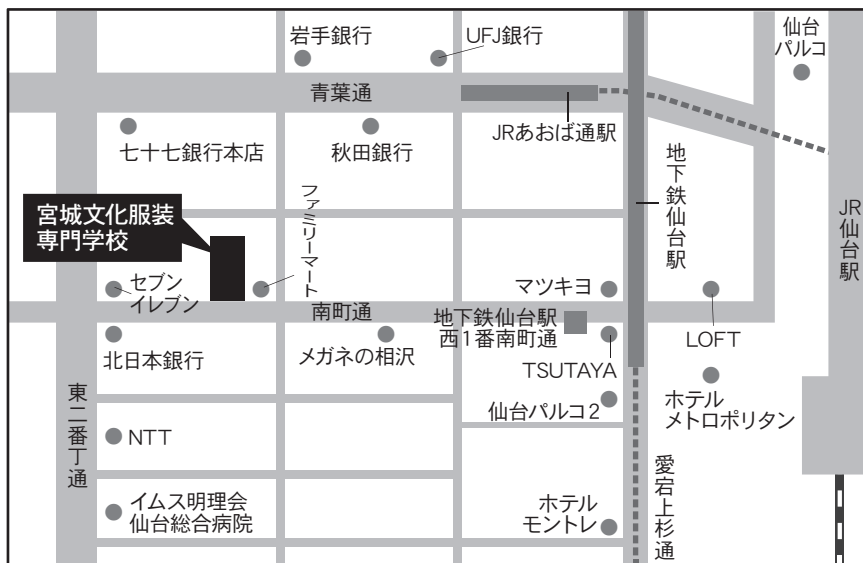 岩手銀行
UFJ銀行
仙台
パルコ
青葉通
JRあおば通駅
七十七銀行本店
秋田銀行
地下鉄仙台駅
JR仙台駅
宮城文化服装
専門学校
ファミリーマート
セブン
イレブン
マツキヨ
南町通
地下鉄仙台駅
西1番南町通
LOFT
北日本銀行
メガネの相沢
TSUTAYA
仙台パルコ2
ホテル
メトロポリタン
東二番丁通
NTT
愛宕上杉通
イムス明理会
仙台総合病院
ホテル
モントレ